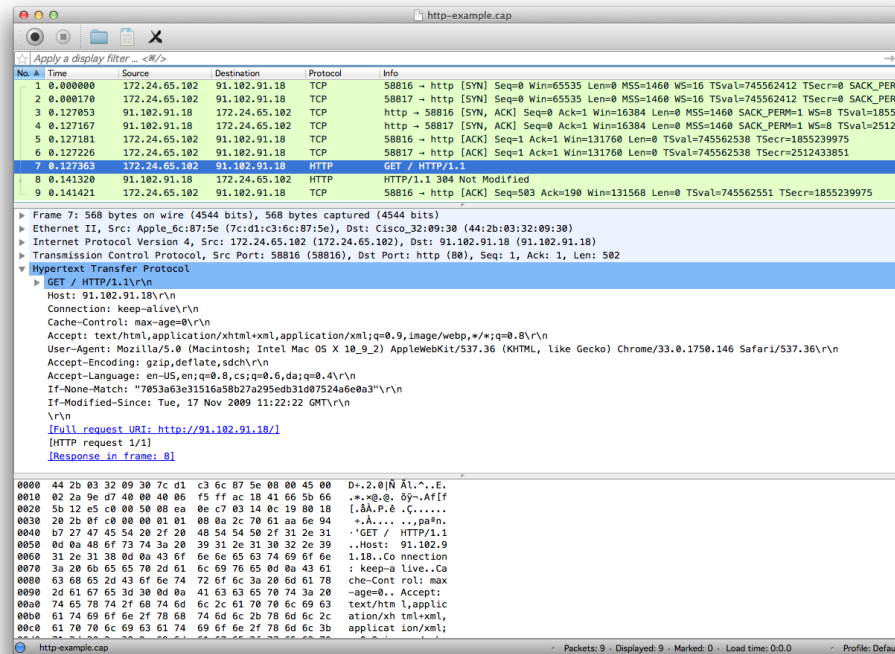 http-example.cap
Apply a display filter ... <⌘/>
No. Time Source Destination Protocol Info
1 0.000000 172.24.65.102 91.102.91.18 TCP 58816 → http [SYN] Seq=0 Win=65535 Len=0 MSS=1460 WS=16 TSval=745562412 TSecr=0 SACK_PER
2 0.000170 172.24.65.102 91.102.91.18 TCP 58817 → http [SYN] Seq=0 Win=65535 Len=0 MSS=1460 WS=16 TSval=745562412 TSecr=0 SACK_PER
3 0.127053 91.102.91.18 172.24.65.102 TCP http → 58816 [SYN, ACK] Seq=0 Ack=1 Win=16384 Len=0 MSS=1460 SACK_PERM=1 WS=8 TSval=1855
4 0.127167 91.102.91.18 172.24.65.102 TCP http → 58817 [SYN, ACK] Seq=0 Ack=1 Win=16384 Len=0 MSS=1460 SACK_PERM=1 WS=8 TSval=2512
5 0.127181 172.24.65.102 91.102.91.18 TCP 58816 → http [ACK] Seq=1 Ack=1 Win=131760 Len=0 TSval=745562538 TSecr=1855239975
6 0.127226 172.24.65.102 91.102.91.18 TCP 58817 → http [ACK] Seq=1 Ack=1 Win=131760 Len=0 TSval=745562538 TSecr=2512433851
7 0.127363 172.24.65.102 91.102.91.18 HTTP GET / HTTP/1.1
8 0.141320 91.102.91.18 172.24.65.102 HTTP HTTP/1.1 304 Not Modified
9 0.141421 172.24.65.102 91.102.91.18 TCP 58816 → http [ACK] Seq=503 Ack=190 Win=131568 Len=0 TSval=745562551 TSecr=1855239975
Frame 7: 568 bytes on wire (4544 bits), 568 bytes captured (4544 bits)
Ethernet II, Src: Apple_6c:87:5e (7c:d1:c3:6c:87:5e), Dst: Cisco_32:09:30 (44:2b:03:32:09:30)
Internet Protocol Version 4, Src: 172.24.65.102 (172.24.65.102), Dst: 91.102.91.18 (91.102.91.18)
Transmission Control Protocol, Src Port: 58816 (58816), Dst Port: http (80), Seq: 1, Ack: 1, Len: 502
Hypertext Transfer Protocol
GET / HTTP/1.1\r\n
Host: 91.102.91.18\r\n
Connection: keep-alive\r\n
Cache-Control: max-age=0\r\n
Accept: text/html,application/xhtml+xml,application/xml;q=0.9,image/webp,*/*;q=0.8\r\n
User-Agent: Mozilla/5.0 (Macintosh; Intel Mac OS X 10_9_2) AppleWebKit/537.36 (KHTML, like Gecko) Chrome/33.0.1750.146 Safari/537.36\r\n
Accept-Encoding: gzip,deflate,sdch\r\n
Accept-Language: en-US,en;q=0.8,cs;q=0.6,da;q=0.4\r\n
If-None-Match: "7053a63e31516a58b27a295edb31d07524a6e0a3"\r\n
If-Modified-Since: Tue, 17 Nov 2009 11:22:22 GMT\r\n
\r\n
[Full request URI: http://91.102.91.18/]
[HTTP request 1/1]
[Response in frame: 8]
0000 44 2b 03 32 09 30 7c d1 c3 6c 87 5e 08 00 45 00 D+.2.0|Ñ Ãl.^..E.
0010 02 2a 9e d7 40 00 40 06 f5 ff ac 18 41 66 5b 66 .*.×@.@. õÿ¬.Af[f
0020 5b 12 e5 c0 00 50 08 ea 0e c7 03 14 0c 19 80 18 [.åÀ.P.ê .Ç......
0030 20 2b 0f c0 00 00 01 01 08 0a 2c 70 61 aa 6e 94 +.À.... ..,paªn.
0040 b7 27 47 45 54 20 2f 20 48 54 54 50 2f 31 2e 31 ·'GET / HTTP/1.1
0050 0d 0a 48 6f 73 74 3a 20 39 31 2e 31 30 32 2e 39 ..Host: 91.102.9
0060 31 2e 31 38 0d 0a 43 6f 6e 6e 65 63 74 69 6f 6e 1.18..Co nnection
0070 3a 20 6b 65 65 70 2d 61 6c 69 76 65 0d 0a 43 61 : keep-a live..Ca
0080 63 68 65 2d 43 6f 6e 74 72 6f 6c 3a 20 6d 61 78 che-Cont rol: max
0090 2d 61 67 65 3d 30 0d 0a 41 63 63 65 70 74 3a 20 -age=0.. Accept:
00a0 74 65 78 74 2f 68 74 6d 6c 2c 61 70 70 6c 69 63 text/htm l,applic
00b0 61 74 69 6f 6e 2f 78 68 74 6d 6c 2b 78 6d 6c 2c ation/xh tml+xml,
00c0 61 70 70 6c 69 63 61 74 69 6f 6e 2f 78 6d 6c 3b applicat ion/xml;
http-example.cap Packets: 9 · Displayed: 9 · Marked: 0 · Load time: 0:0.0 Profile: Defau